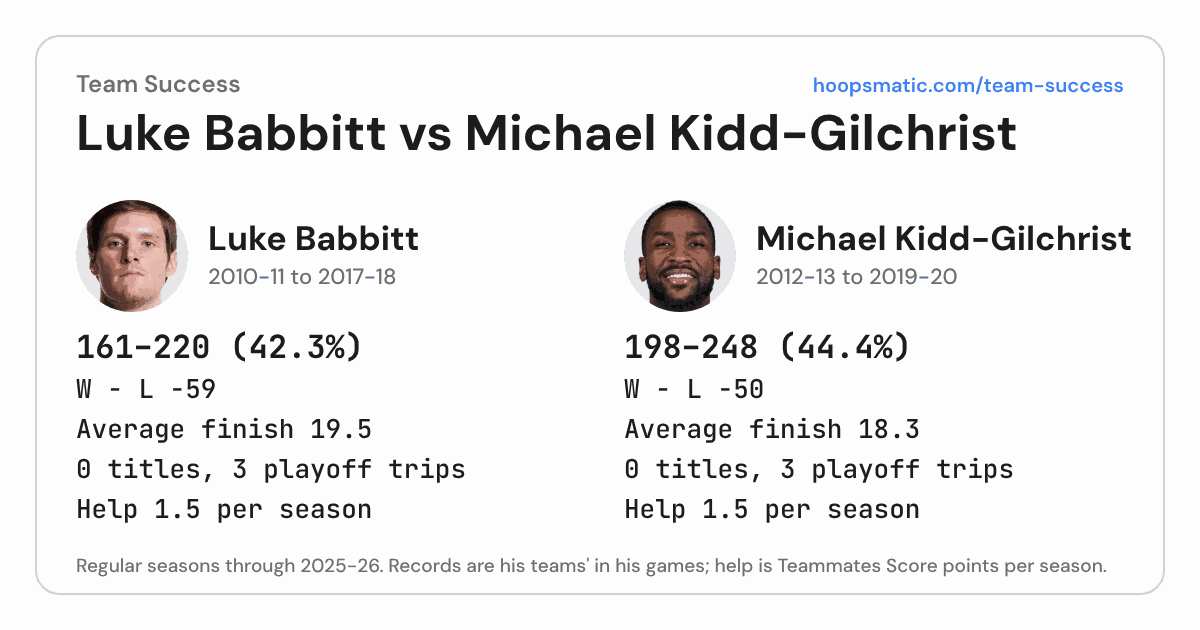 Team Success
hoopsmatic.com/team-success
Luke Babbitt vs Michael Kidd-Gilchrist
Luke Babbitt
2010-11 to 2017-18
161-220 (42.3%)
W - L -59
Average finish 19.5
0 titles, 3 playoff trips
Help 1.5 per season
Michael Kidd-Gilchrist
2012-13 to 2019-20
198-248 (44.4%)
W - L -50
Average finish 18.3
0 titles, 3 playoff trips
Help 1.5 per season
Regular seasons through 2025-26. Records are his teams' in his games; help is Teammates Score points per season.